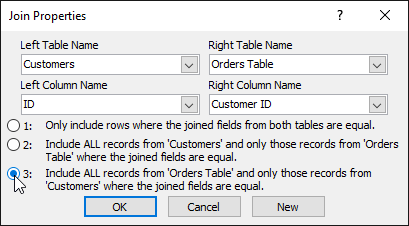 Join Properties
? ×
Left Table Name Right Table Name
Customers Orders Table
Left Column Name Right Column Name
ID Customer ID
1: Only include rows where the joined fields from both tables are equal.
2: Include ALL records from 'Customers' and only those records from 'Orders
Table' where the joined fields are equal.
3: Include ALL records from 'Orders Table' and only those records from
'Customers' where the joined fields are equal.
OK Cancel New